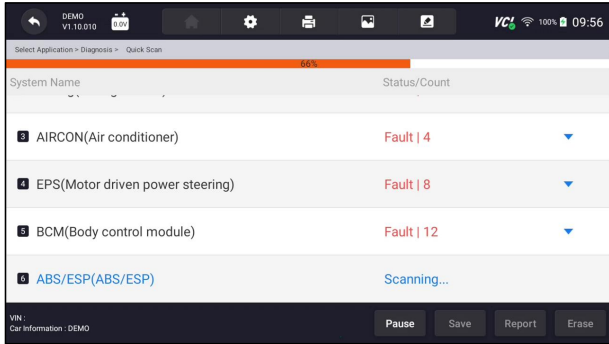 DEMO
V1.10.010
0.0V
VCI 100% 09:56
Select Application > Diagnosis > Quick Scan
66%
System Name Status/Count
3 AIRCON(Air conditioner) Fault | 4
4 EPS(Motor driven power steering) Fault | 8
5 BCM(Body control module) Fault | 12
6 ABS/ESP(ABS/ESP) Scanning...
VIN :
Car Information : DEMO
Pause Save Report Erase